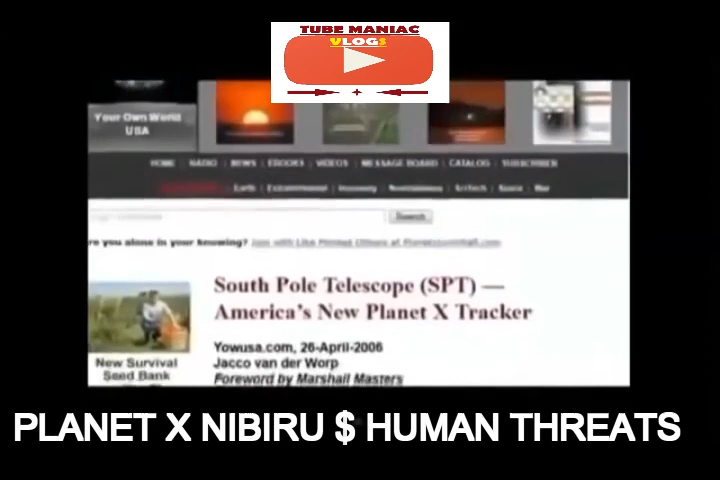 TUBE MANIAC
VLOGS
Your Own World
USA
HOME RADIO NEWS EBOOKS VIDEOS MESSAGE BOARD CATALOG SUBSCRIBER
Earth
Search
re you alone in your knowing?
South Pole Telescope (SPT) —
America's New Planet X Tracker
Yowusa.com, 26-April-2006
Jacco van der Worp
Foreword by Marshall Masters
New Survival
Seed Bank
PLANET X NIBIRU $ HUMAN THREATS